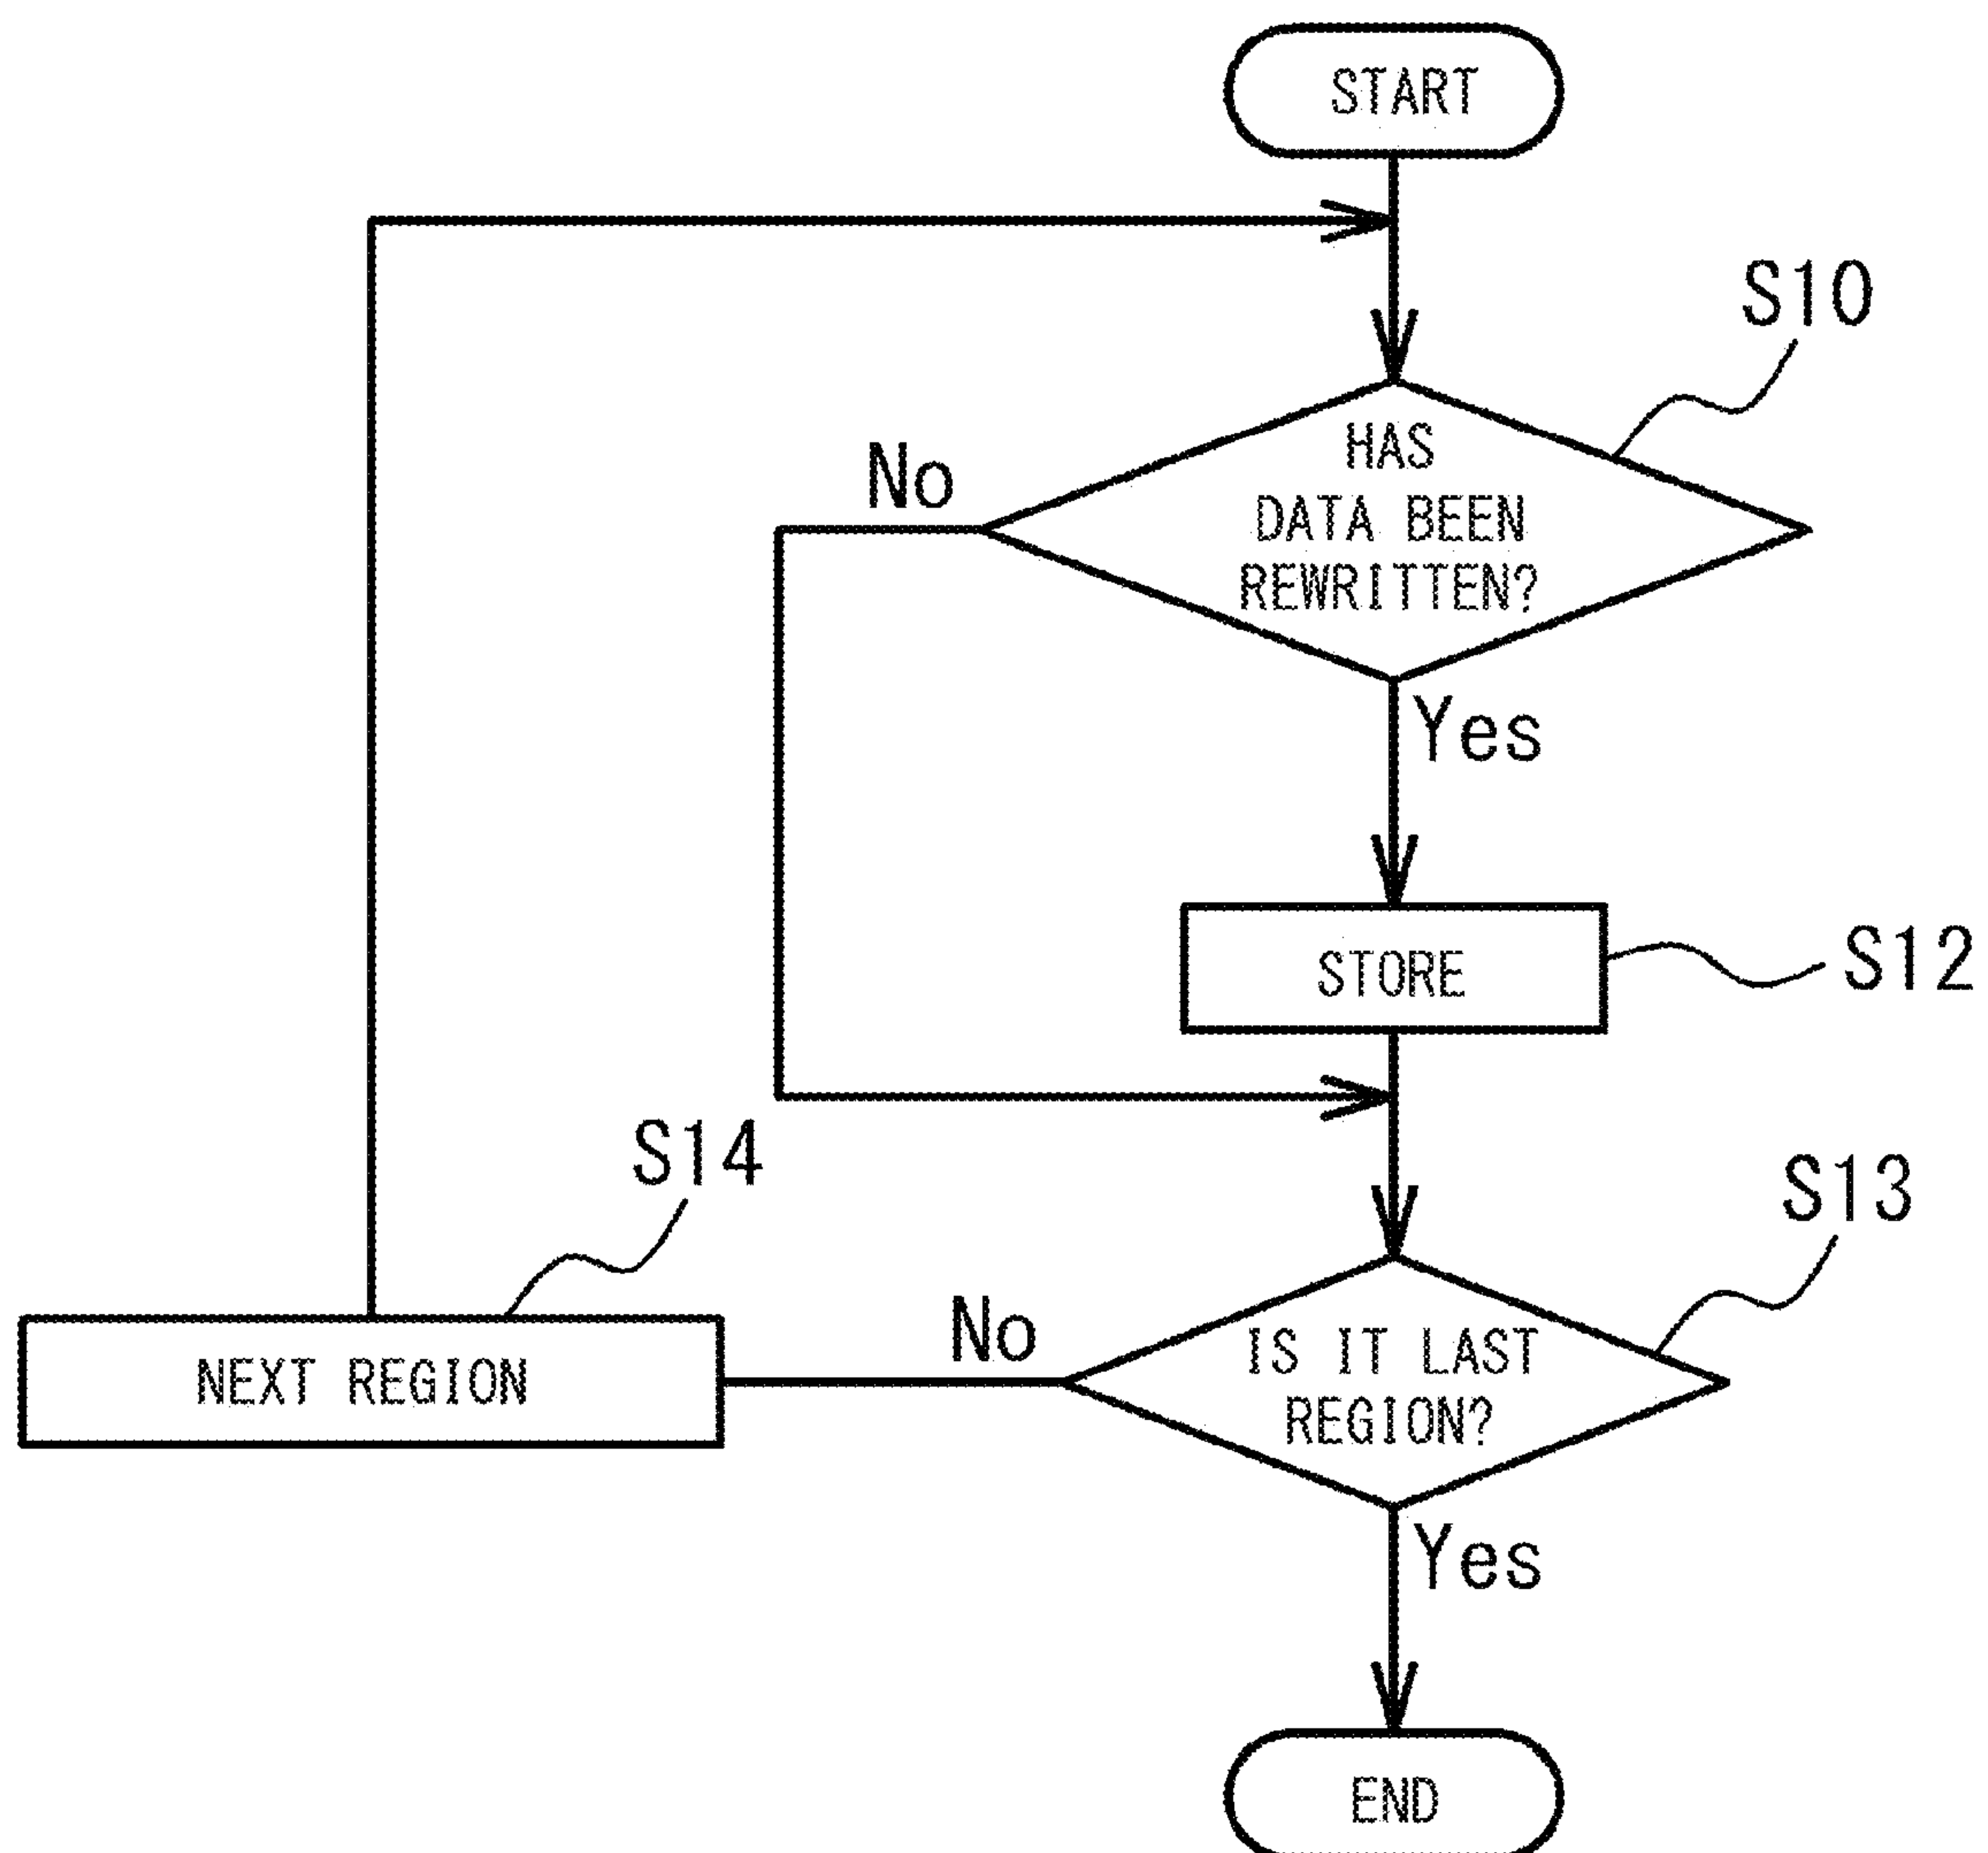 START
S10
HAS
No
DATA BEEN
REWRITTEN?
Yes
STORE
S12
S14
S13
No
IS IT LAST
NEXT REGION
REGION?
Yes
END